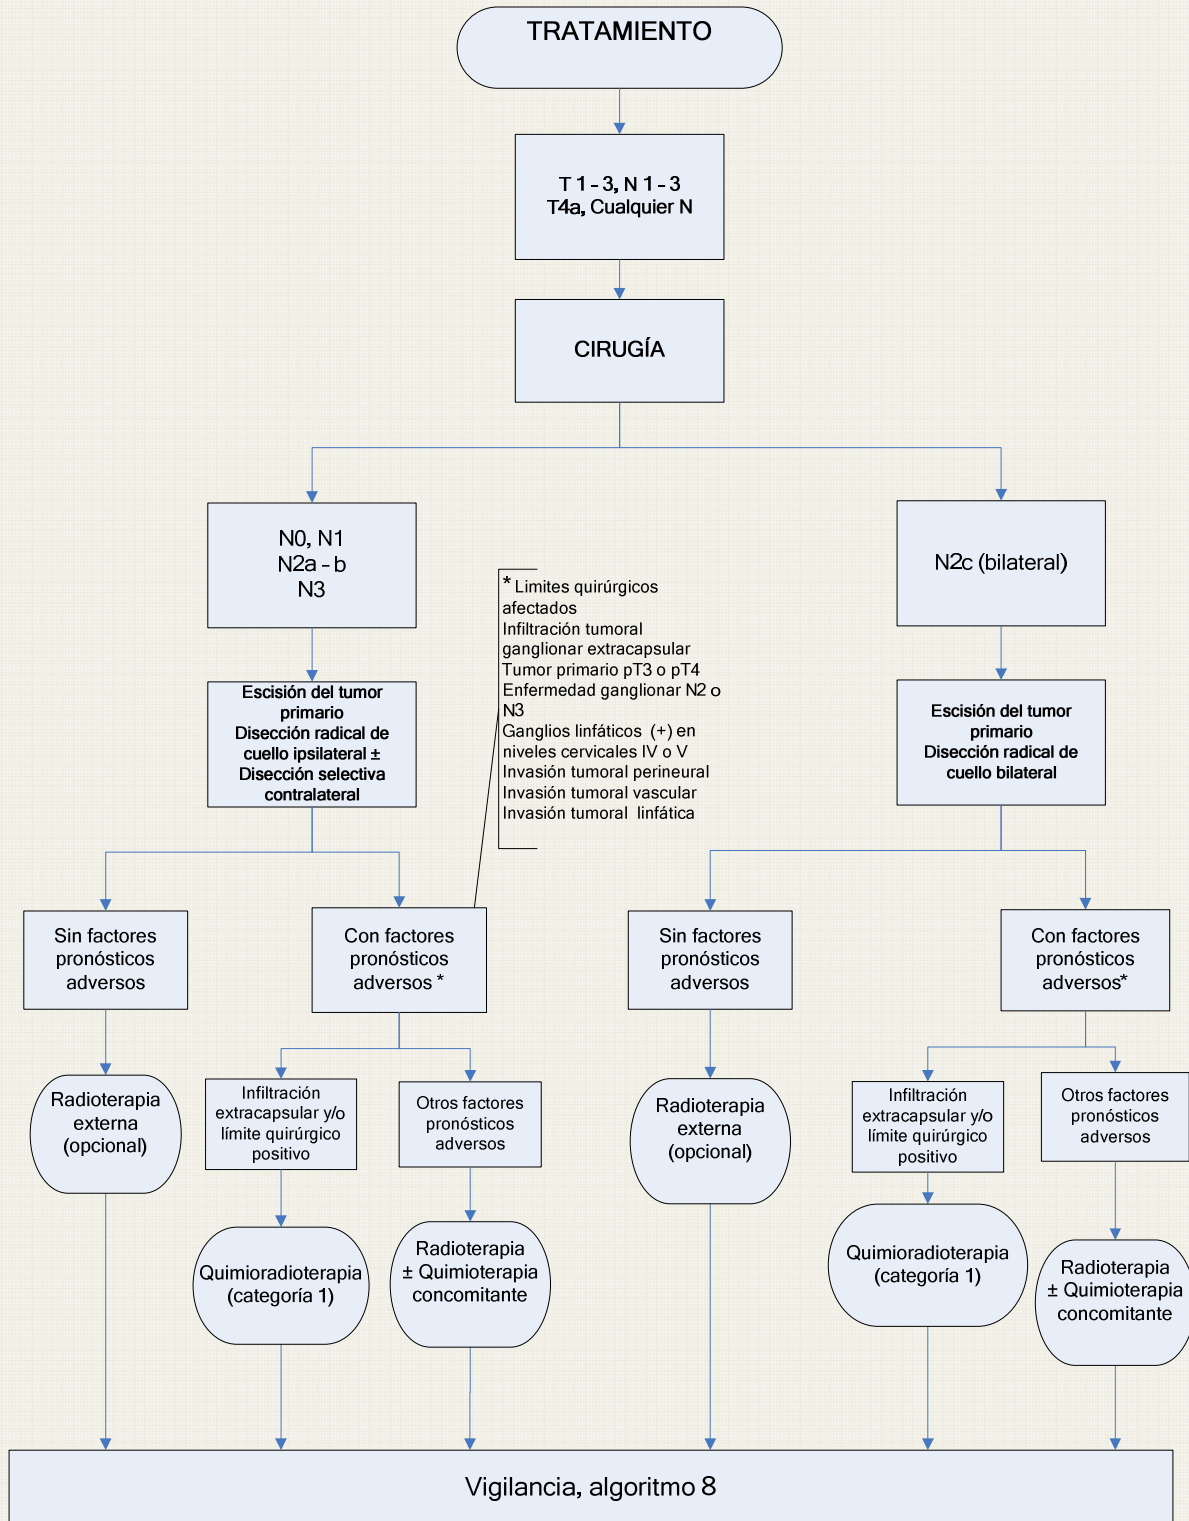 TRATAMIENTO
T 1 - 3, N 1 - 3
T4a, Cualquier N
CIRUGÍA
N0, N1
N2a - b
N3
N2c (bilateral)
* Limites quirúrgicos
afectados
Infiltración tumoral
ganglionar extracapsular
Tumor primario pT3 o pT4
Enfermedad ganglionar N2 o
N3
Ganglios linfáticos (+) en
niveles cervicales IV o V
Invasión tumoral perineural
Invasión tumoral vascular
Invasión tumoral linfática
Escisión del tumor
primario
Disección radical de
cuello ipsilateral ±
Disección selectiva
contralateral
Escisión del tumor
primario
Disección radical de
cuello bilateral
Sin factores
pronósticos
adversos
Con factores
pronósticos
adversos *
Sin factores
pronósticos
adversos
Con factores
pronósticos
adversos*
Radioterapia
externa
(opcional)
Infiltración
extracapsular y/o
límite quirúrgico
positivo
Otros factores
pronósticos
adversos
Radioterapia
externa
(opcional)
Infiltración
extracapsular y/o
límite quirúrgico
positivo
Otros factores
pronósticos
adversos
Quimioradioterapia
(categoría 1)
Radioterapia
± Quimioterapia
concomitante
Quimioradioterapia
(categoría 1)
Radioterapia
± Quimioterapia
concomitante
Vigilancia, algoritmo 8